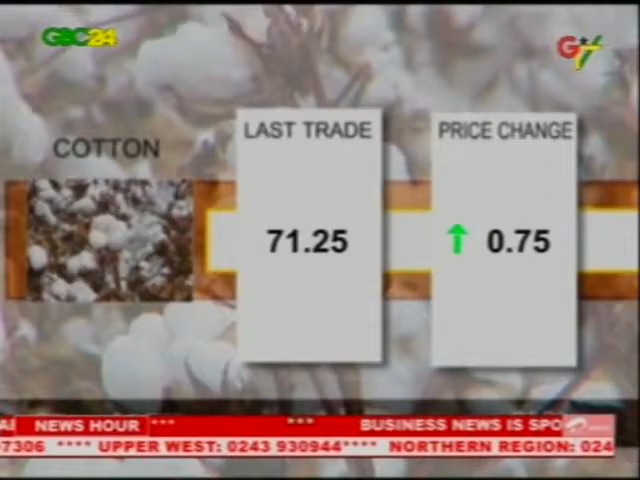 GBC24
LAST TRADE
PRICE CHANGE
COTTON
71.25
0.75
NEWS HOUR *** *** BUSINESS NEWS IS SPO
7306 **** UPPER WEST: 0243 930944**** NORTHERN REGION: 024